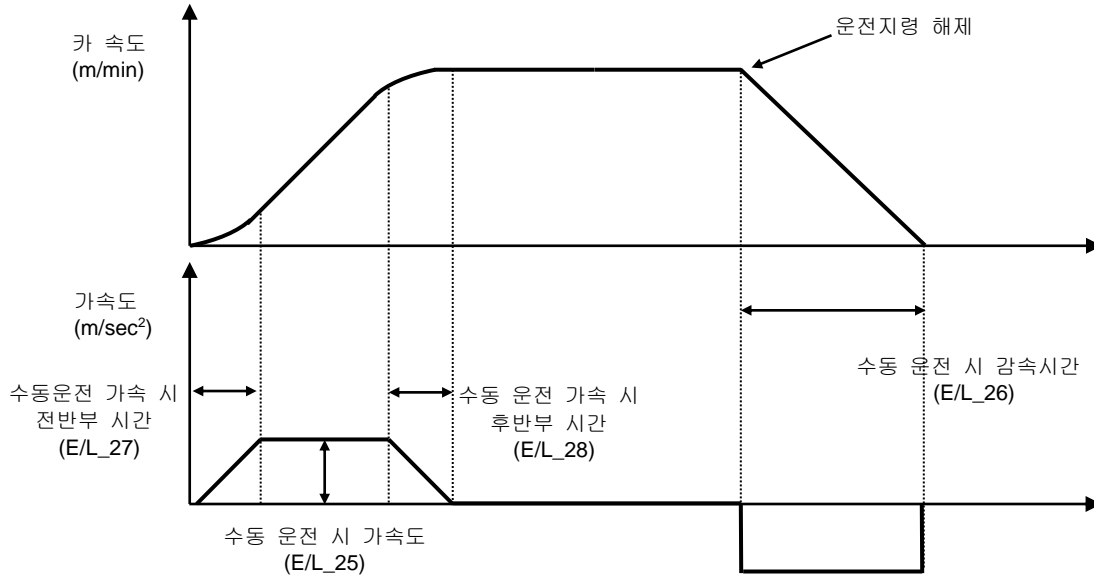 카 속도
(m/min)
운전지령 해제
가속도
(m/sec²)
수동운전 가속 시
전반부 시간
(E/L_27)
수동 운전 가속 시
후반부 시간
(E/L_28)
수동 운전 시 감속시간
(E/L_26)
수동 운전 시 가속도
(E/L_25)